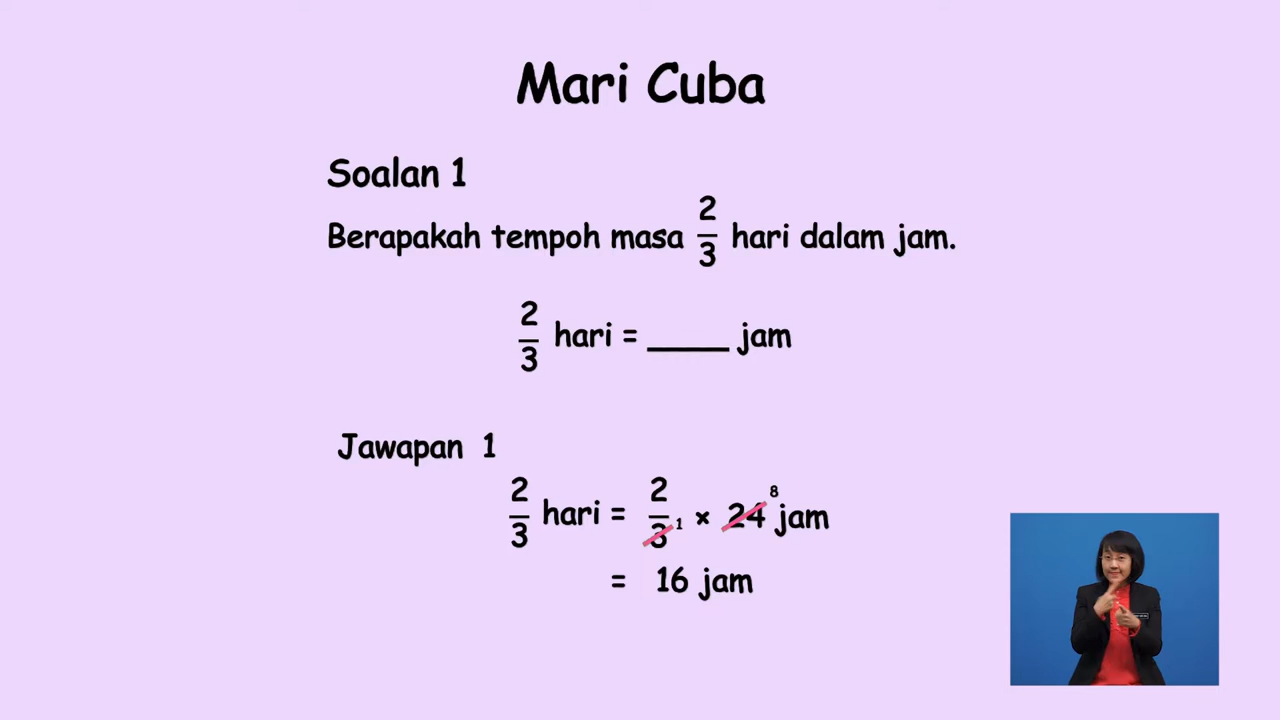 Mari Cuba
Soalan 1
Berapakah tempoh masa 2/3 hari dalam jam.
2/3 hari = _____ jam
Jawapan 1
2/3 hari = 2/3 1 × 24 8 jam
= 16 jam